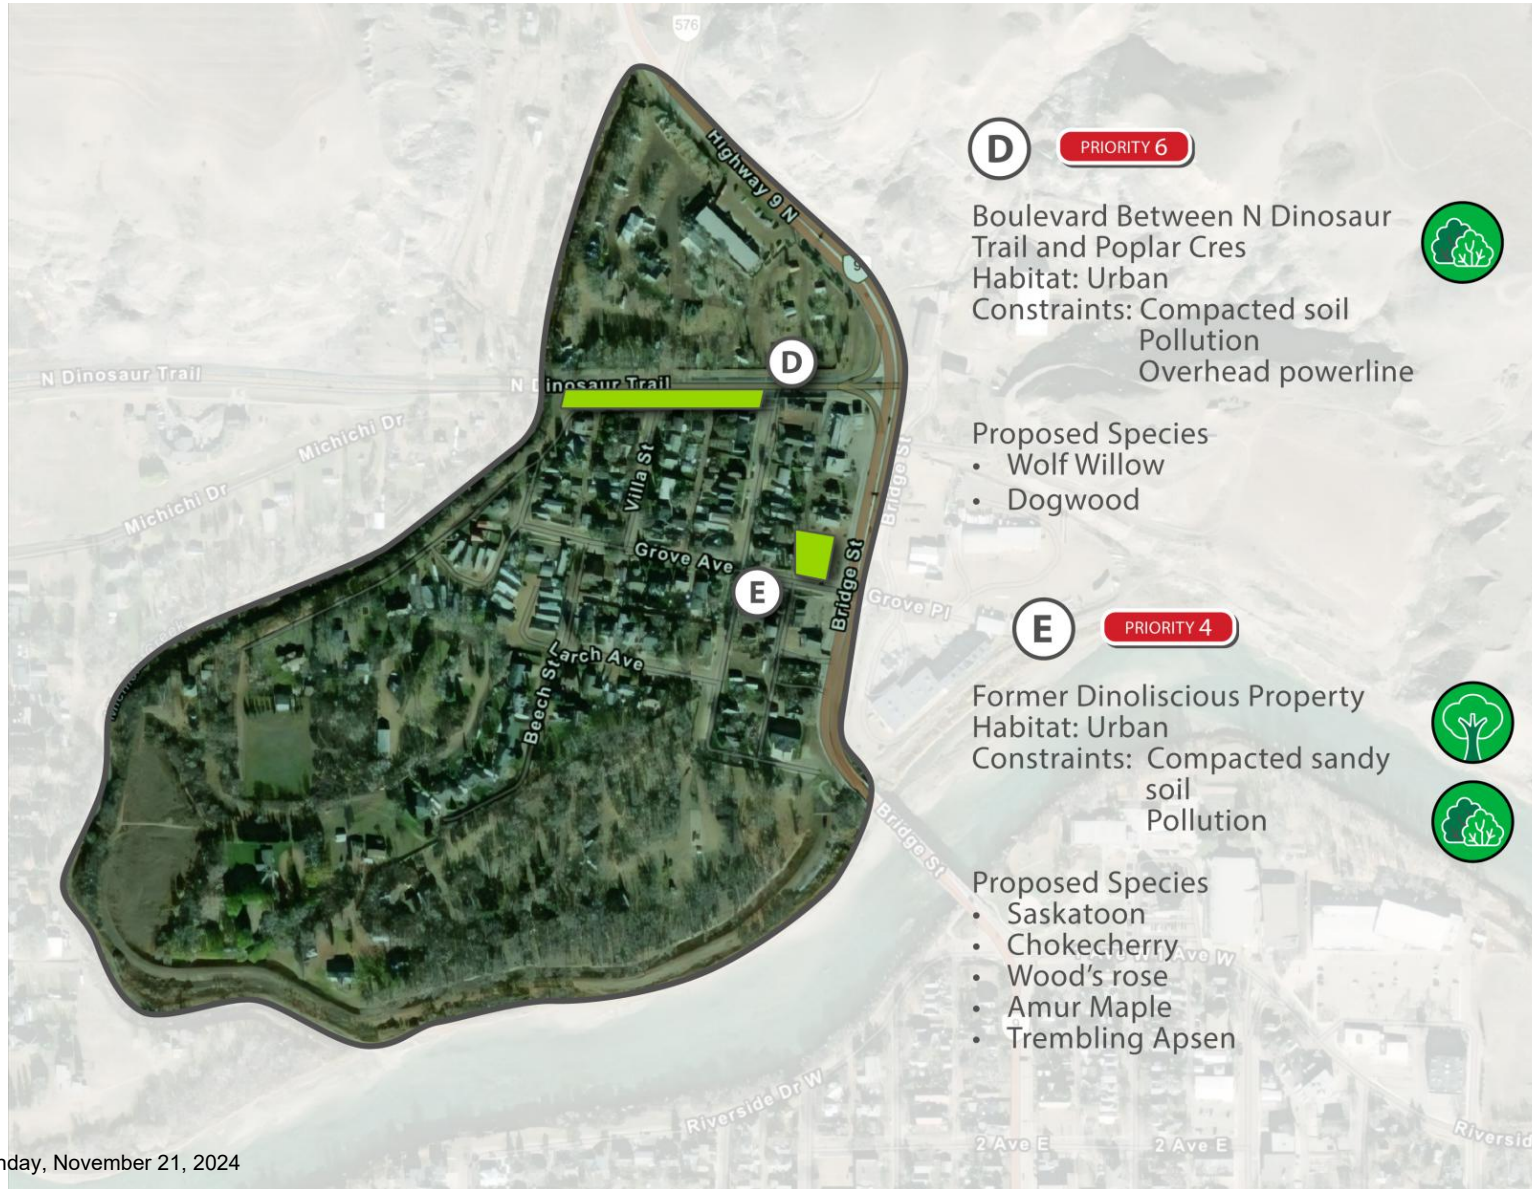 576
Highway 9 N
9
N Dinosaur Trail
N Dinosaur Trail
Michichi Dr
Michichi Dr
D
Villa St
Bridge St
Grove Ave
E
Bridge St
Grove Pl
Larch Ave
Beech St
Bridge St
Ave W
Riverside Dr W
2 Ave E
2 Ave E
D
PRIORITY 6
Boulevard Between N Dinosaur
Trail and Poplar Cres
Habitat: Urban
Constraints: Compacted soil
Pollution
Overhead powerline
Proposed Species
• Wolf Willow
• Dogwood
E
PRIORITY 4
Former Dinoliscious Property
Habitat: Urban
Constraints: Compacted sandy
soil
Pollution
Proposed Species
• Saskatoon
• Chokecherry
• Wood's rose
• Amur Maple
• Trembling Apsen
nday, November 21, 2024